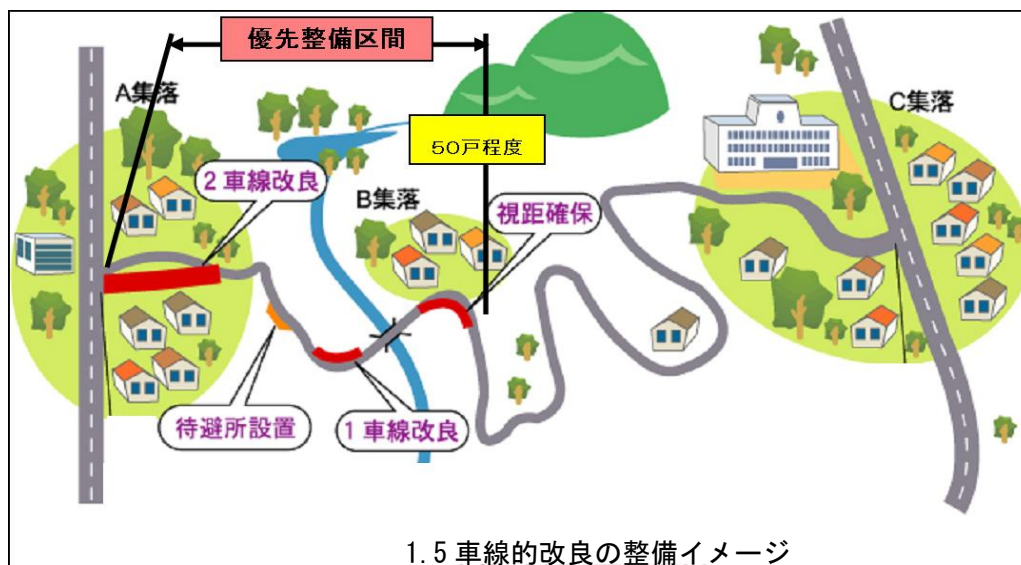 優先整備区間
A集落
C集落
50戸程度
2車線改良
B集落
視距確保
待避所設置
1車線改良
1.5車線的改良の整備イメージ